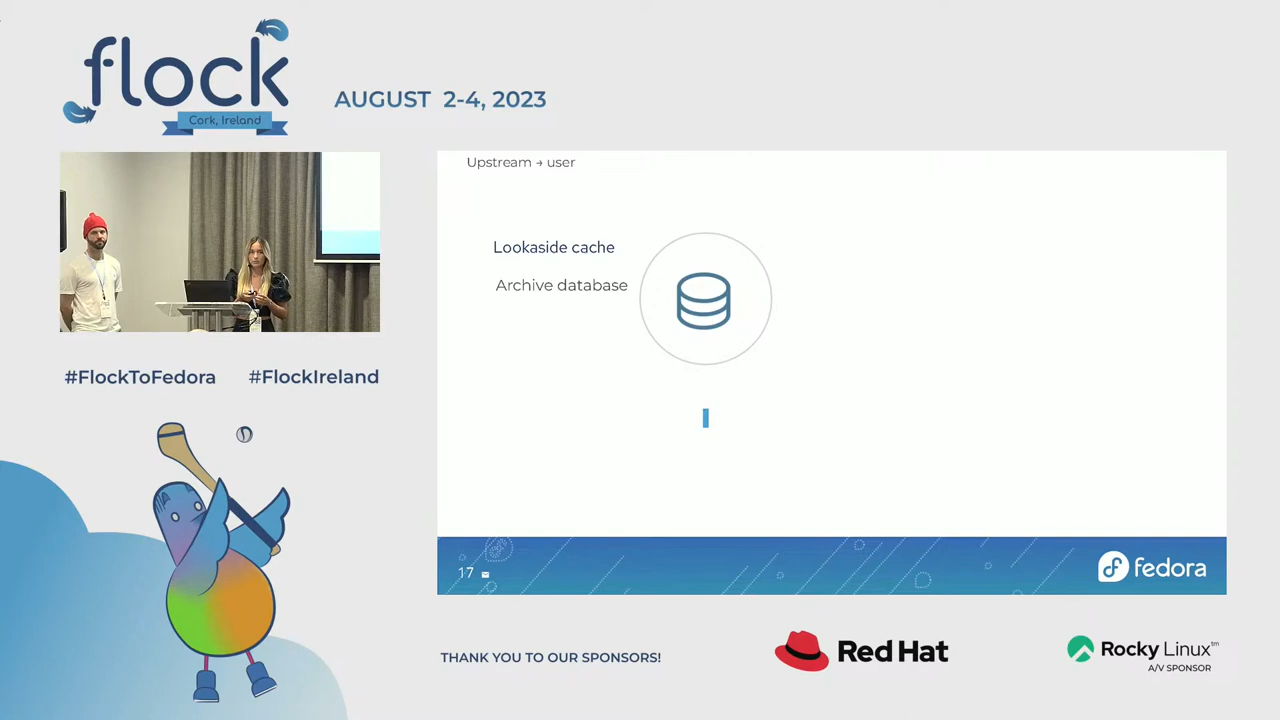 flock
Cork, Ireland
AUGUST 2-4, 2023
Upstream → user
Lookaside cache
Archive database
#FlockToFedora #FlockIreland
17
fedora
THANK YOU TO OUR SPONSORS!
Red Hat
Rocky Linux™
A/V SPONSOR